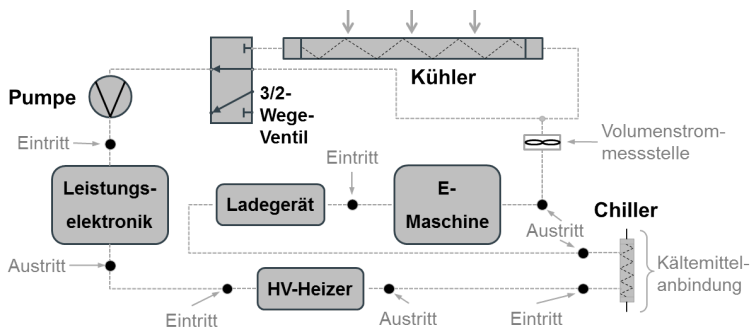 Kühler
Pumpe
3/2-
Wege-
Ventil
Eintritt
Volumenstrom-
messstelle
Eintritt
Leistungs-
elektronik
Ladegerät
E-
Maschine
Chiller
Austritt
Austritt
Kältemittel-
anbindung
HV-Heizer
Eintritt
Austritt
Eintritt